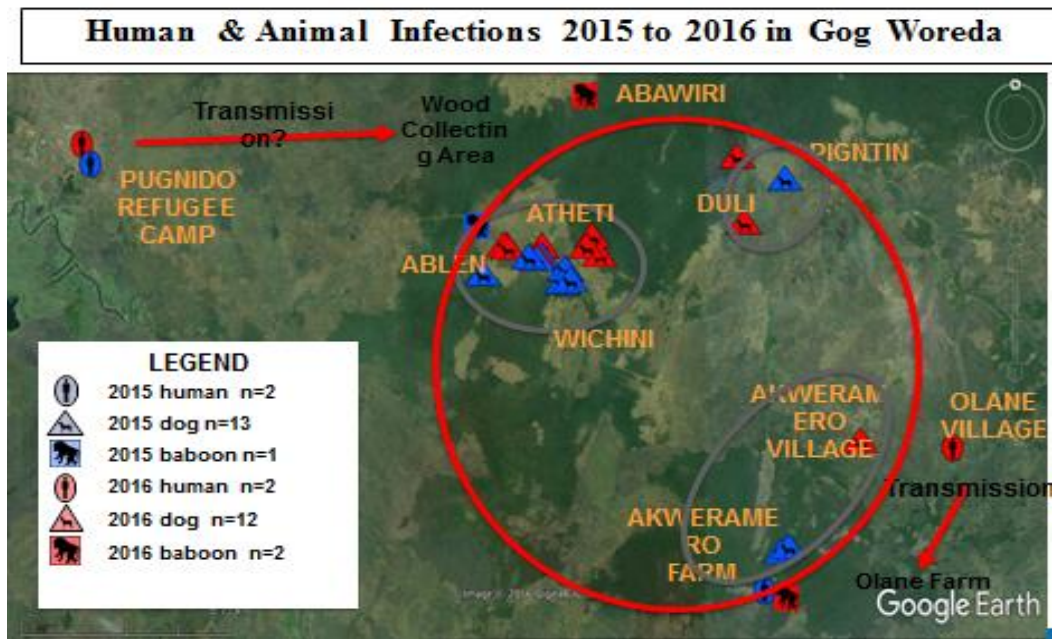 Human & Animal Infections 2015 to 2016 in Gog Woreda
Transmissi
on?
Wood
Collectin
g Area
ABAWIRI
PUGNIDO
REFUGEE
CAMP
PIGNTIN
DULI
ATHETI
ABLEN
WICHINI
LEGEND
2015 human n=2
2015 dog n=13
2015 baboon n=1
2016 human n=2
2016 dog n=12
2016 baboon n=2
AKWERAM
ERO
VILLAGE
OLANE
VILLAGE
Transmission
AKWERAME
RO
FARM
Olane Farm
Google Earth